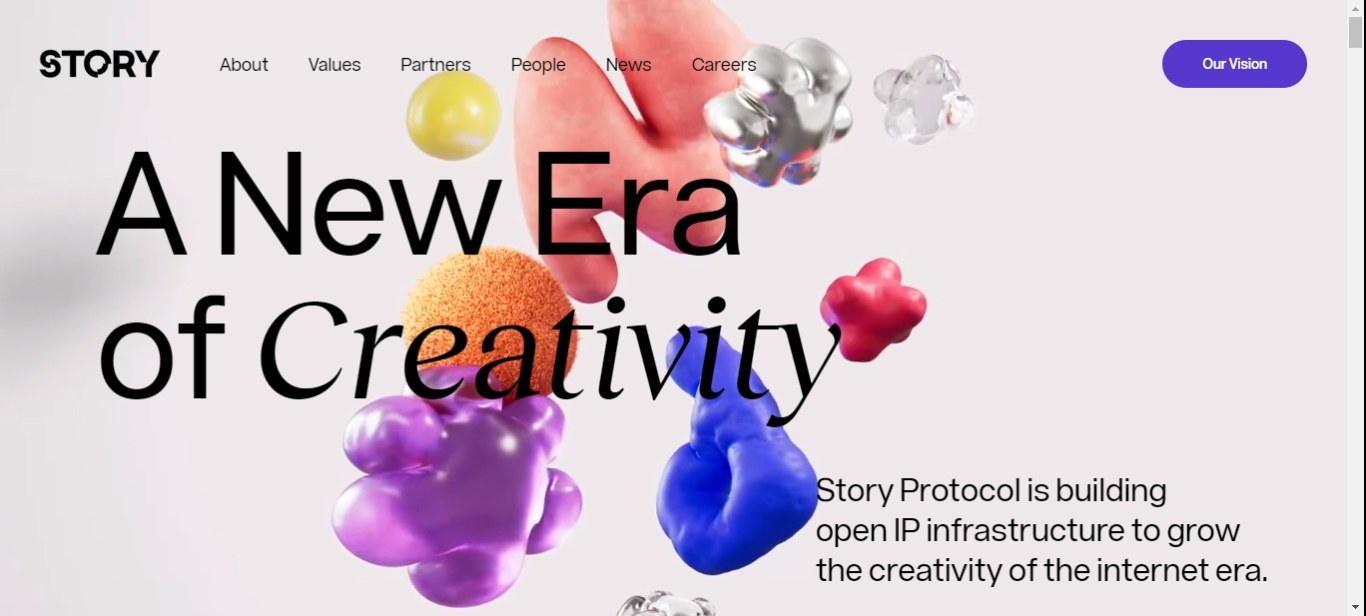 STORY
About
Values
Partners
People
News
Careers
Our Vision
A New Era
of Creativity
Story Protocol is building
open IP infrastructure to grow
the creativity of the internet era.